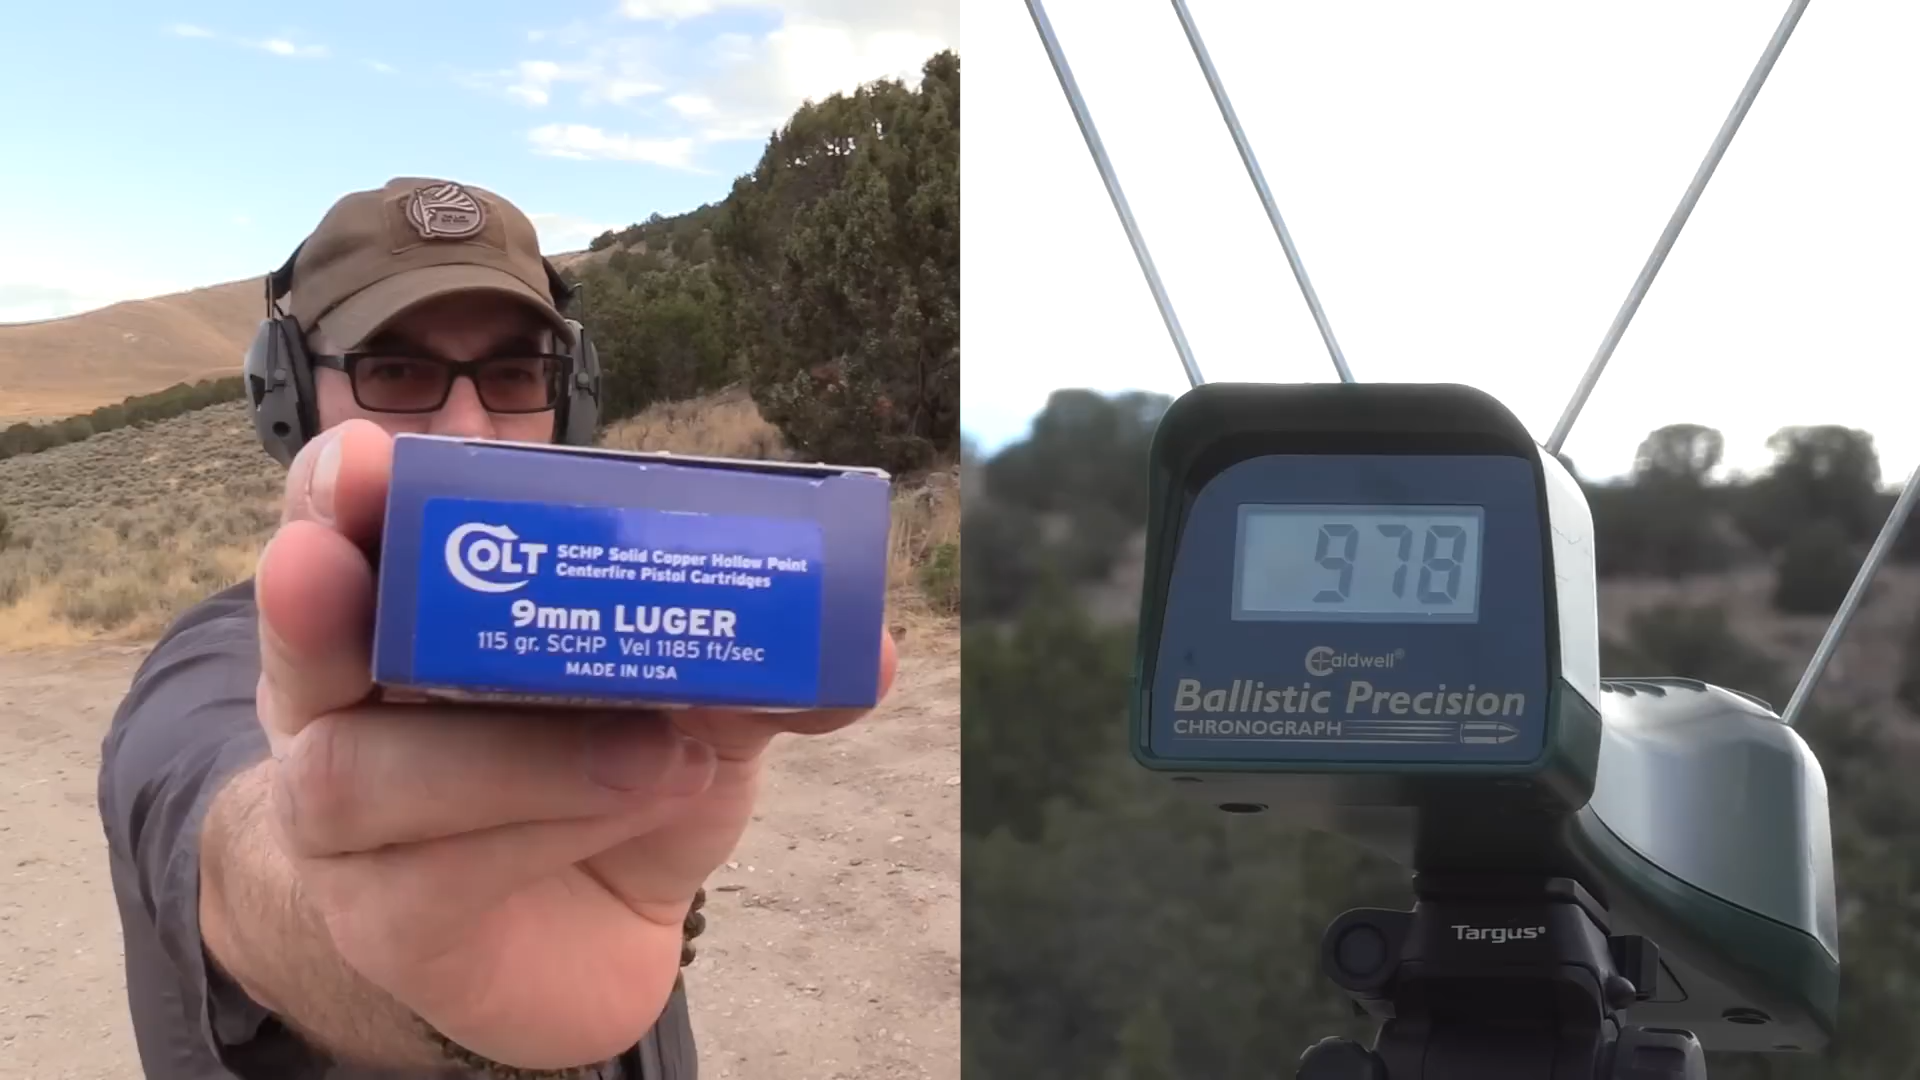 COLT
SCHP Solid Copper Hollow Point
Centerfire Pistol Cartridges
9mm LUGER
115 gr. SCHP Vel 1185 ft/sec
MADE IN USA
978
Caldwell®
Ballistic Precision
CHRONOGRAPH
Targus®